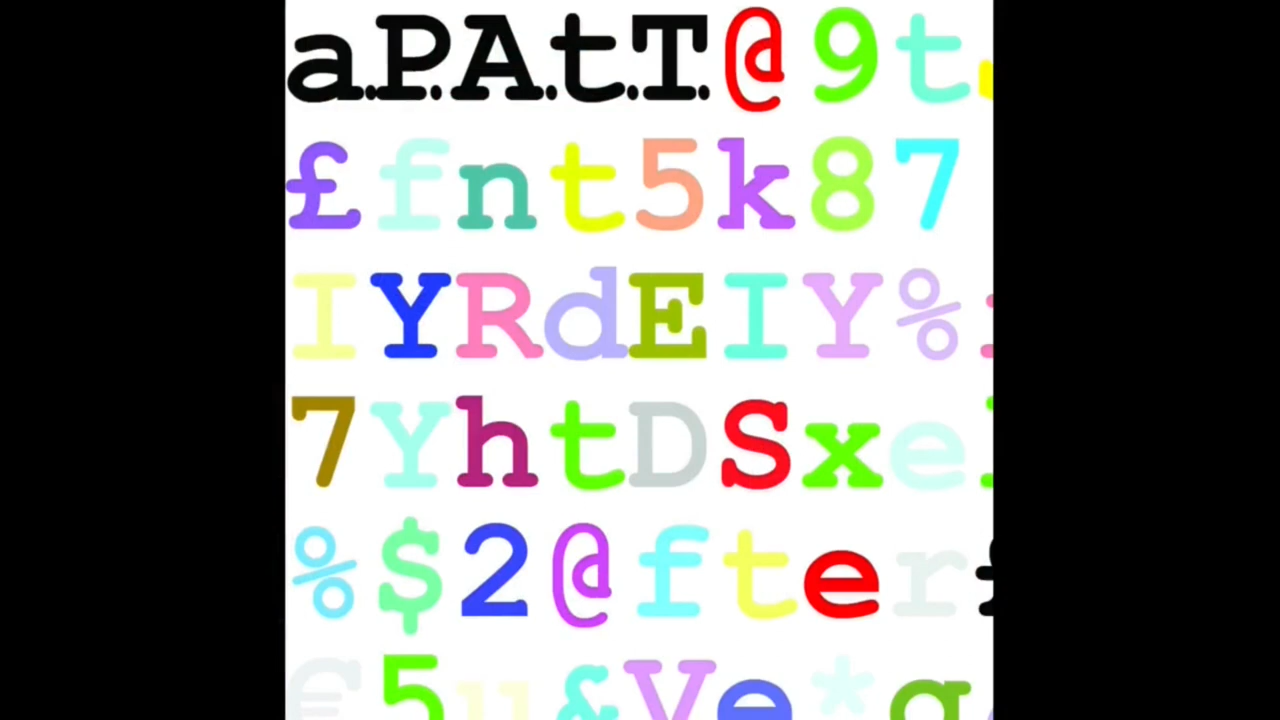 a.P.A.t.T.@9t
£fnt5k87
IYRdEIY%
7YhtDSxe
%$2@fter
€5u&Ve*g